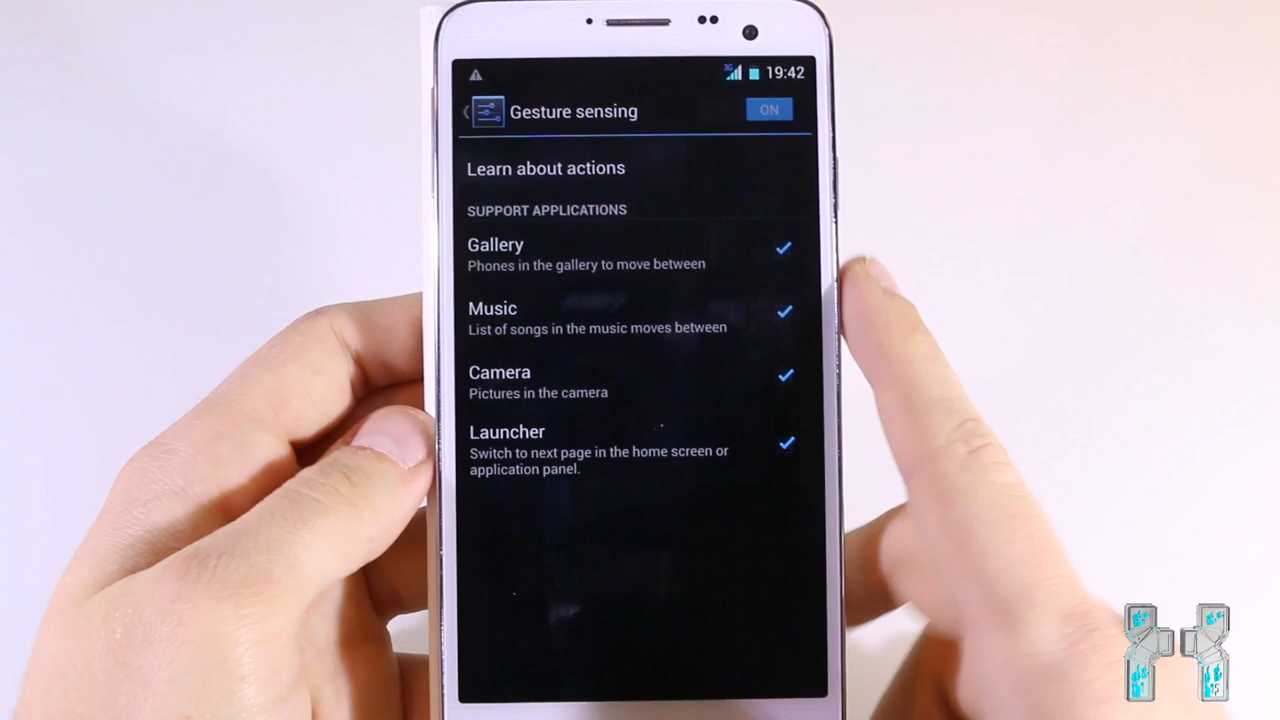 3G 19:42
Gesture sensing ON
Learn about actions
SUPPORT APPLICATIONS
Gallery
Phones in the gallery to move between
Music
List of songs in the music moves between
Camera
Pictures in the camera
Launcher
Switch to next page in the home screen or
application panel.